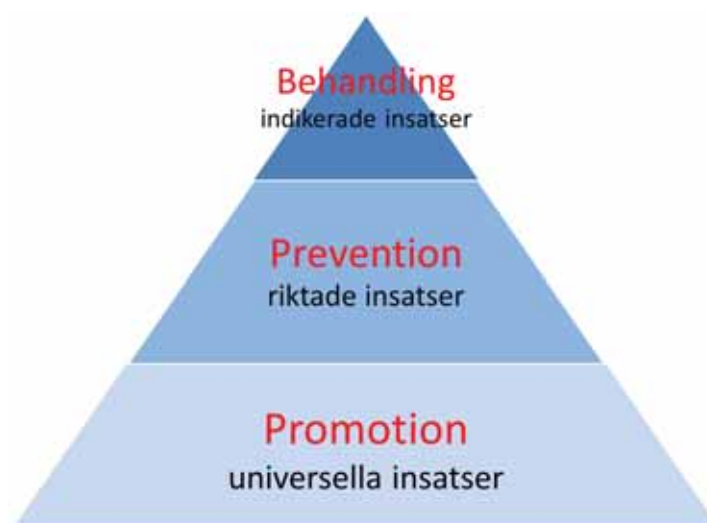 Behandling
indikerade insatser
Prevention
riktade insatser
Promotion
universella insatser